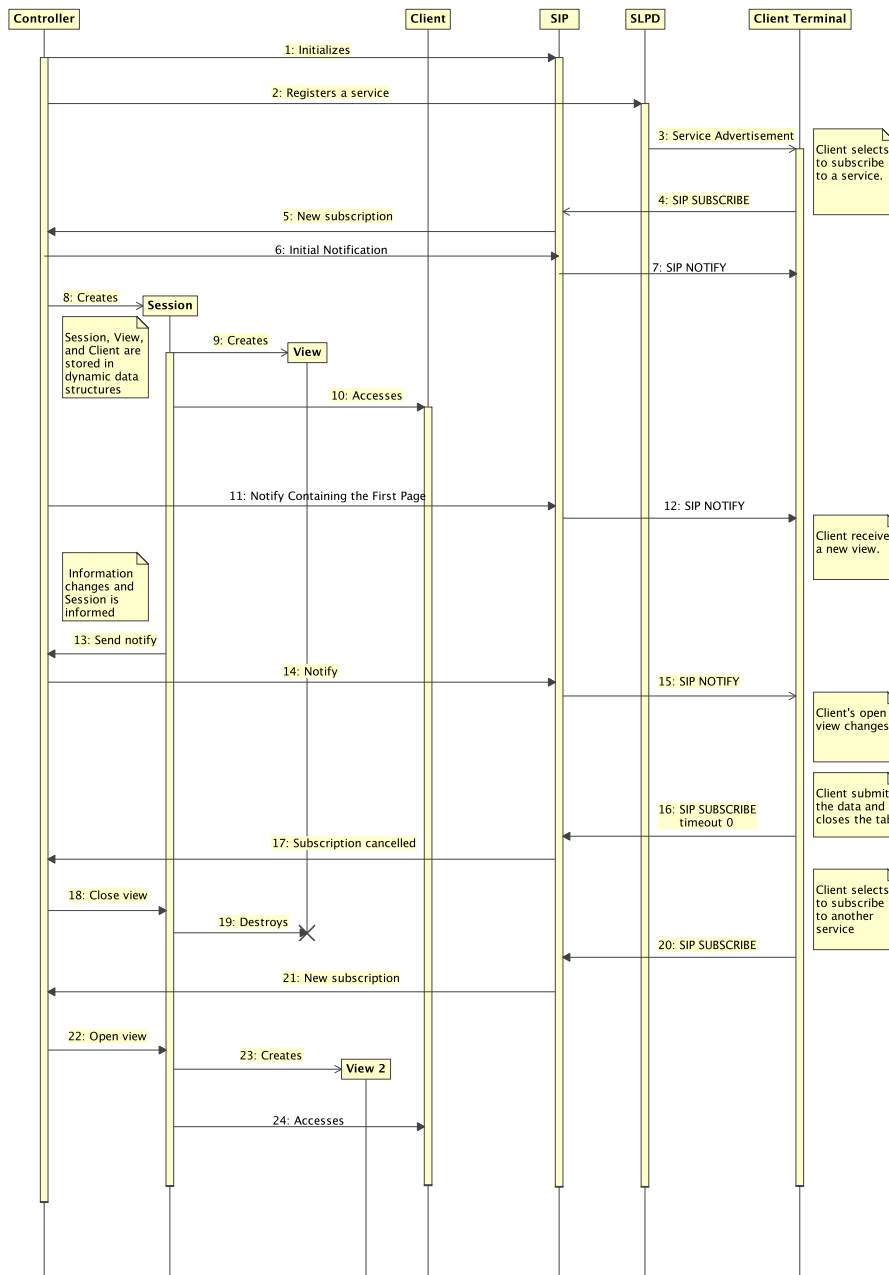 Controller
Client
SIP
SLPD
Client Terminal
1: Initializes
2: Registers a service
3: Service Advertisement
Client selects
to subscribe
to a service.
4: SIP SUBSCRIBE
5: New subscription
6: Initial Notification
7: SIP NOTIFY
8: Creates
Session
Session, View,
and Client are
stored in
dynamic data
structures
9: Creates
View
10: Accesses
11: Notify Containing the First Page
12: SIP NOTIFY
Client receive
a new view.
Information
changes and
Session is
informed
13: Send notify
14: Notify
15: SIP NOTIFY
Client's open
view changes
Client submit
the data and
closes the tab
16: SIP SUBSCRIBE
timeout 0
17: Subscription cancelled
18: Close view
Client selects
to subscribe
to another
service
19: Destroys
20: SIP SUBSCRIBE
21: New subscription
22: Open view
23: Creates
View 2
24: Accesses